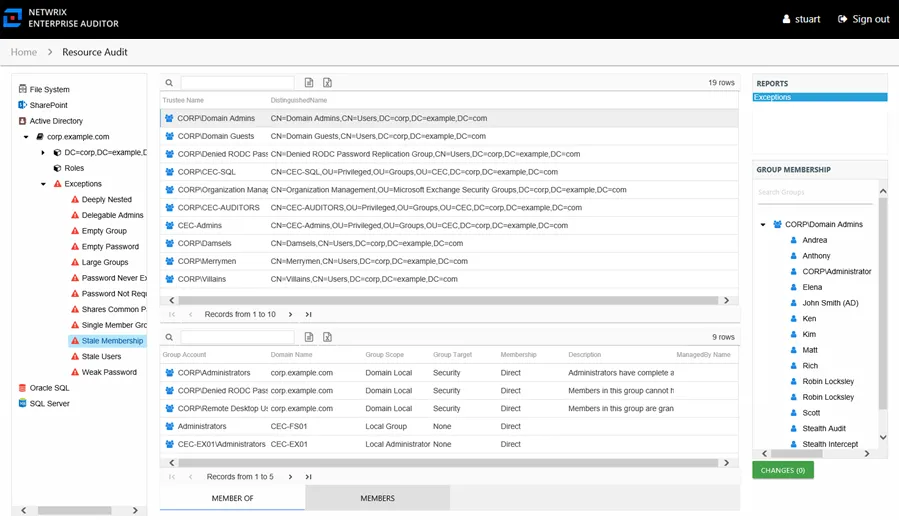 NETWRIX
ENTERPRISE AUDITOR
stuart
Sign out
Home > Resource Audit
File System
SharePoint
Active Directory
corp.example.com
DC=corp,DC=example,D
Roles
Exceptions
Deeply Nested
Delegable Admins
Empty Group
Empty Password
Large Groups
Password Never Ex
Password Not Requ
Shares Common P
Single Member Gro
Stale Membership
Stale Users
Weak Password
Oracle SQL
SQL Server
19 rows
Trustee Name DistinguishedName
CORP\Domain Admins CN=Domain Admins,CN=Users,DC=corp,DC=example,DC=com
CORP\Domain Guests CN=Domain Guests,CN=Users,DC=corp,DC=example,DC=com
CORP\Denied RODC Pass CN=Denied RODC Password Replication Group,CN=Users,DC=corp,DC=example,DC=com
CORP\CEC-SQL CN=CEC-SQL,OU=Privileged,OU=Groups,OU=CEC,DC=corp,DC=example,DC=com
CORP\Organization Manag CN=Organization Management,OU=Microsoft Exchange Security Groups,DC=corp,DC=example,DC=com
CORP\CEC-AUDITORS CN=CEC-AUDITORS,OU=Privileged,OU=Groups,OU=CEC,DC=corp,DC=example,DC=com
CEC-Admins CN=CEC-Admins,OU=Privileged,OU=Groups,OU=CEC,DC=corp,DC=example,DC=com
CORP\Damsels CN=Damsels,CN=Users,DC=corp,DC=example,DC=com
CORP\Merrymen CN=Merrymen,CN=Users,DC=corp,DC=example,DC=com
CORP\Villains CN=Villains,CN=Users,DC=corp,DC=example,DC=com
Records from 1 to 10
9 rows
Group Account Domain Name Group Scope Group Target Membership Description ManagedBy Name
CORP\Administrators corp.example.com Domain Local Security Direct Administrators have complete a
CORP\Denied RODC Pass corp.example.com Domain Local Security Direct Members in this group cannot h
CORP\Remote Desktop Us corp.example.com Domain Local Security Direct Members in this group are gran
Administrators CEC-FS01 Local Group None Direct
CEC-EX01\Administrators CEC-EX01 Local Administrator None Direct
Records from 1 to 5
MEMBER OF
MEMBERS
REPORTS
Exceptions
GROUP MEMBERSHIP
Search Groups
CORP\Domain Admins
Andrea
Anthony
CORP\Administrator
Elena
John Smith (AD)
Ken
Kim
Matt
Rich
Robin Locksley
Robin Locksley
Scott
Stealth Audit
Stealth Intercept
CHANGES (0)